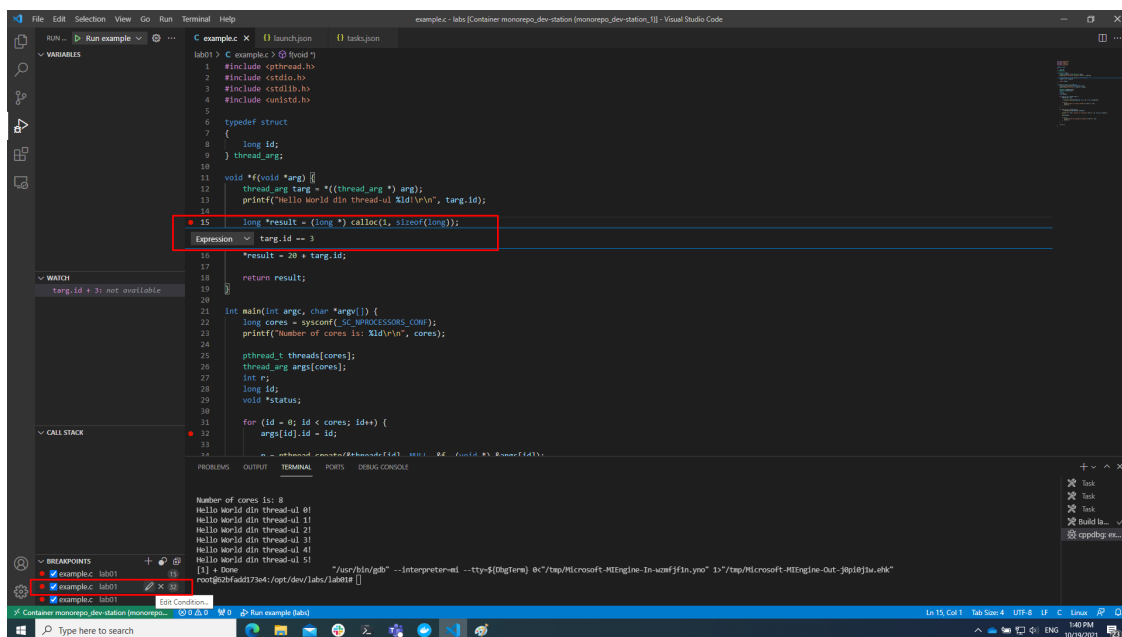 File Edit Selection View Go Run Terminal Help
example.c - labs [Container monorepo_dev-station (monorepo_dev-station_1)] - Visual Studio Code
RUN ... Run example
example.c
launch.json
tasks.json
VARIABLES
lab01 > C example.c > f(void *)
1 #include <pthread.h>
2 #include <stdio.h>
3 #include <stdlib.h>
4 #include <unistd.h>
5
6 typedef struct
7 {
8 long id;
9 } thread_arg;
10
11 void *f(void *arg) {
12 thread_arg targ = *((thread_arg *) arg);
13 printf("Hello World din thread-ul %ld!\r\n", targ.id);
14
15 long *result = (long *) calloc(1, sizeof(long));
Expression targ.id == 3
16 *result = 20 + targ.id;
17
18 return result;
19 }
20
21 int main(int argc, char *argv[]) {
22 long cores = sysconf(_SC_NPROCESSORS_CONF);
23 printf("Number of cores is: %ld\r\n", cores);
24
25 pthread_t threads[cores];
26 thread_arg args[cores];
27 int r;
28 long id;
29 void *status;
30
31 for (id = 0; id < cores; id++) {
32 args[id].id = id;
33
34 r = pthread_create(&threads[id], NULL, &f, (void *) &args[id]);
WATCH
targ.id + 3: not available
CALL STACK
BREAKPOINTS
example.c lab01 15
example.c lab01 32
example.c lab01
Edit Condition...
PROBLEMS OUTPUT TERMINAL PORTS DEBUG CONSOLE
Number of cores is: 8
Hello World din thread-ul 0!
Hello World din thread-ul 1!
Hello World din thread-ul 2!
Hello World din thread-ul 3!
Hello World din thread-ul 4!
Hello World din thread-ul 5!
[1] + Done "/usr/bin/gdb" --interpreter=mi --tty=${DbgTerm} 0<"/tmp/Microsoft-MIEngine-In-wzmfjf1n.yno" 1>"/tmp/Microsoft-MIEngine-Out-j0pi0j1w.ehk"
root@62bfadd173e4:/opt/dev/labs/lab01#
Task
Task
Task
Build la...
cppdbg: ex...
Container monorepo_dev-station (monorepo... 0 0 0 Run example (labs)
Ln 15, Col 1 Tab Size: 4 UTF-8 LF C Linux
Type here to search
ENG
1:40 PM
10/19/2021